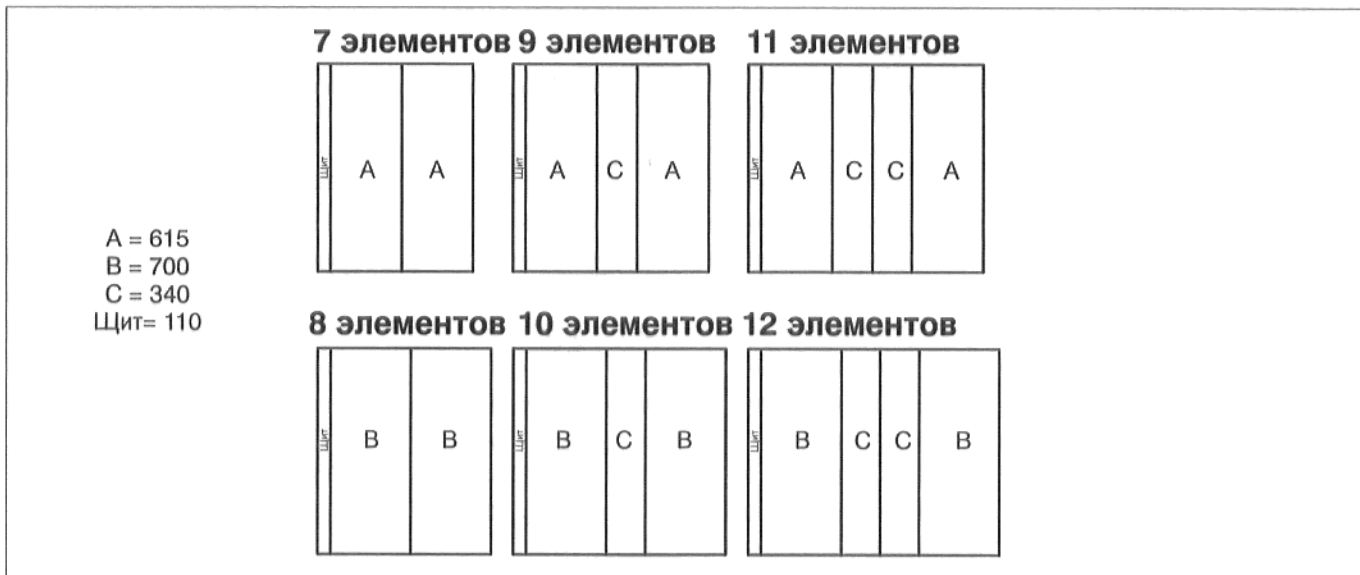 7 элементов 9 элементов 11 элементов
Щит A A
Щит A C A
Щит A C C A
A = 615
B = 700
C = 340
Щит= 110
8 элементов 10 элементов 12 элементов
Щит B B
Щит B C B
Щит B C C B